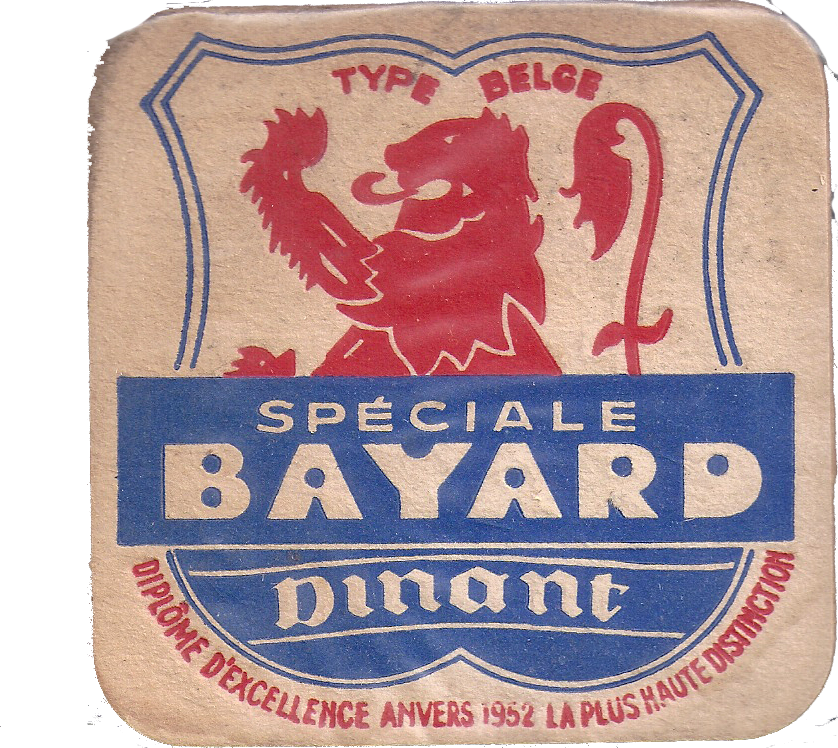 TYPE BELGE
SPÉCIALE
BAYARD
Dinant
DIPLÔME D'EXCELLENCE ANVERS 1952 LA PLUS HAUTE DISTINCTION